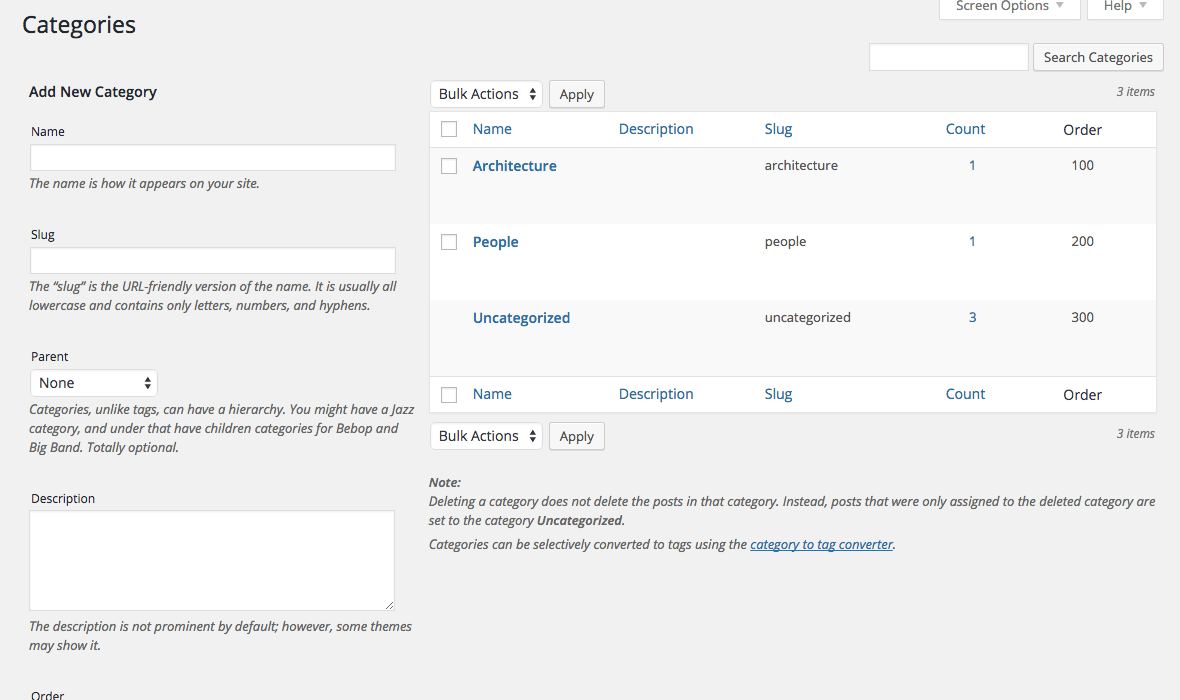 Categories
Screen Options
Help
Search Categories
Add New Category
Name
The name is how it appears on your site.
Slug
The “slug” is the URL-friendly version of the name. It is usually all
lowercase and contains only letters, numbers, and hyphens.
Parent
None
Categories, unlike tags, can have a hierarchy. You might have a Jazz
category, and under that have children categories for Bebop and
Big Band. Totally optional.
Description
The description is not prominent by default; however, some themes
may show it.
Order
Bulk Actions Apply 3 items
Name Description Slug Count Order
Architecture architecture 1 100
People people 1 200
Uncategorized uncategorized 3 300
Name Description Slug Count Order
Bulk Actions Apply 3 items
Note:
Deleting a category does not delete the posts in that category. Instead, posts that were only assigned to the deleted category are
set to the category Uncategorized.
Categories can be selectively converted to tags using the category to tag converter.